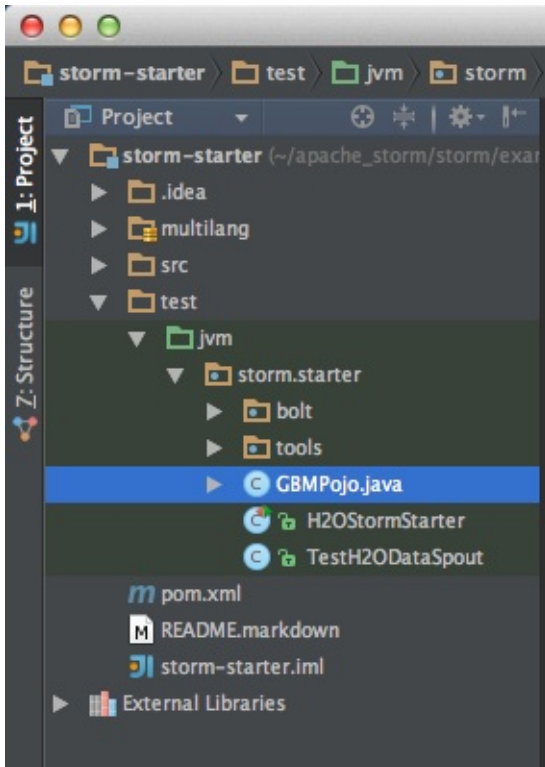 storm-starter test jvm storm
1: Project
Project
storm-starter (~/apache_storm/storm/exar
.idea
multilang
src
test
jvm
storm.starter
bolt
tools
C GBMPojo.java
C H2OStormStarter
C TestH2ODataSpout
m pom.xml
M README.markdown
storm-starter.iml
External Libraries
Z: Structure